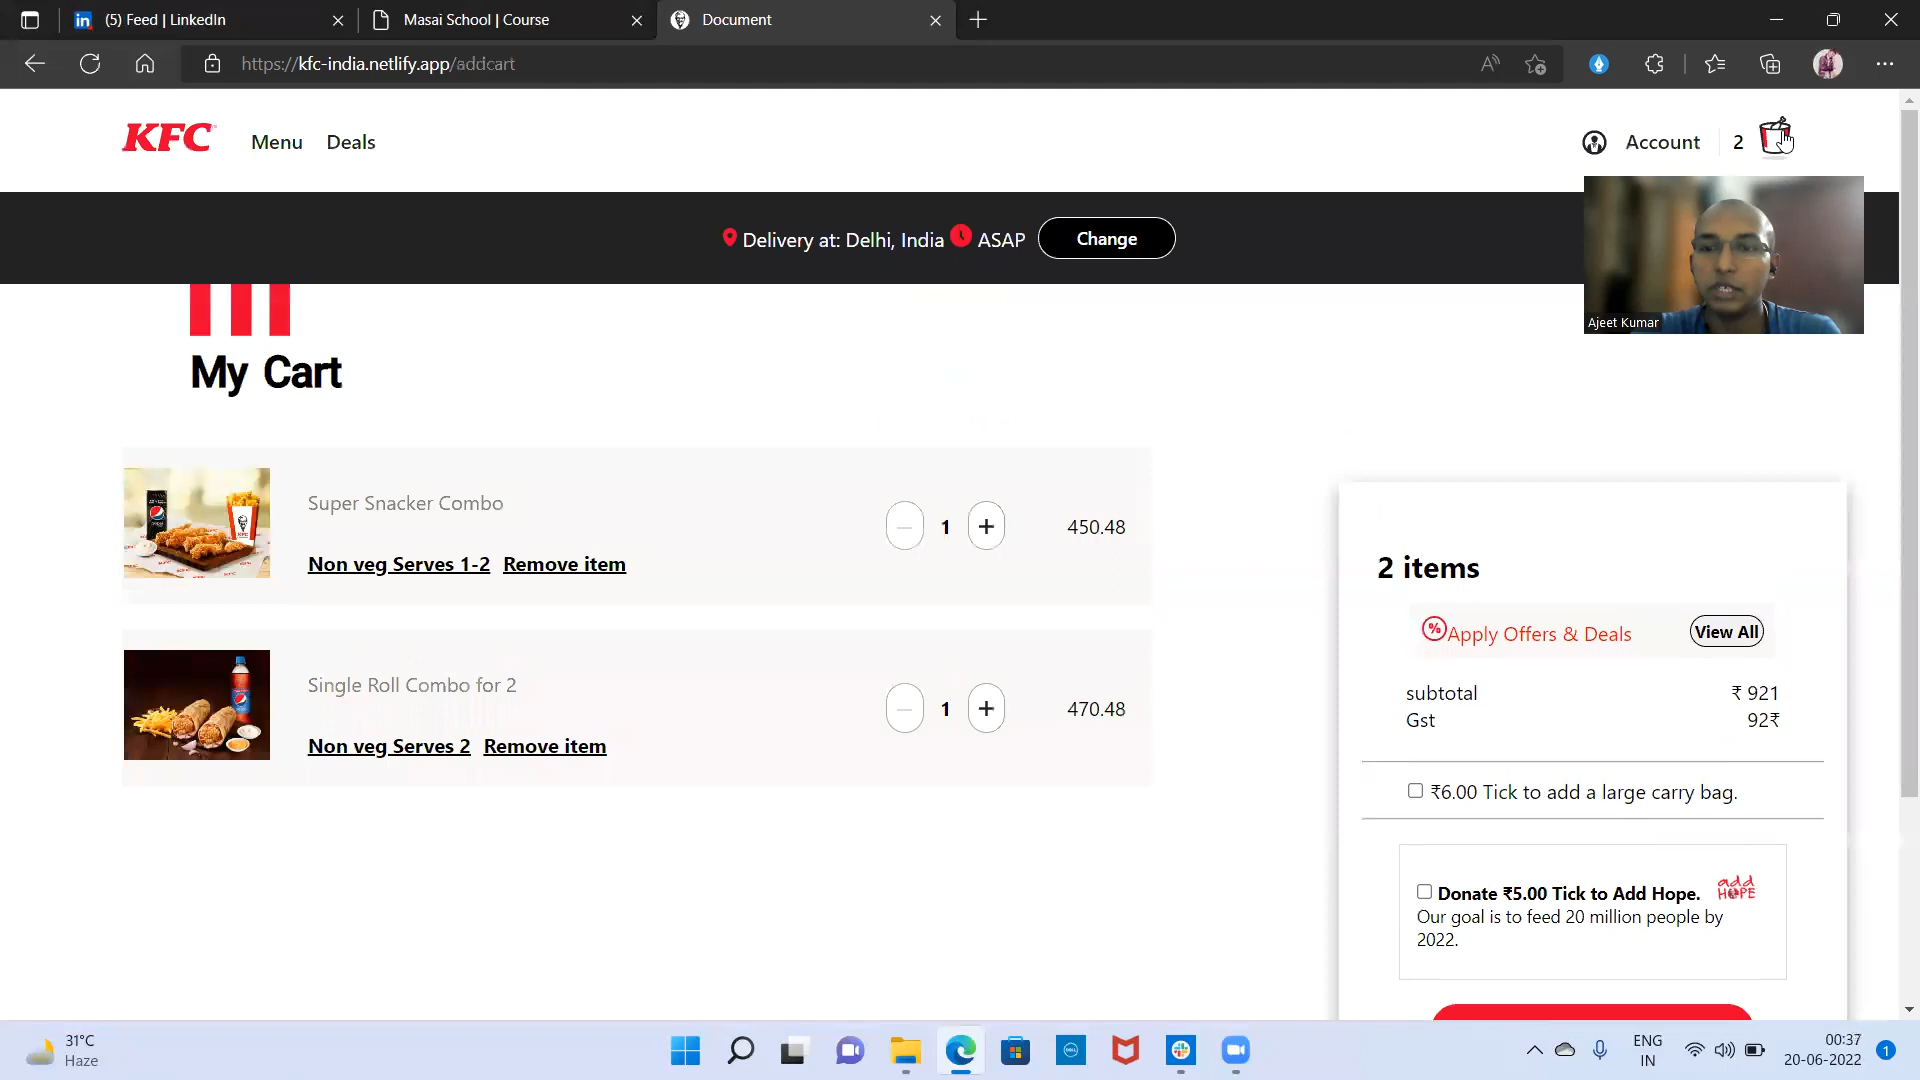 (5) Feed | LinkedIn
Masai School | Course
Document
https://kfc-india.netlify.app/addcart
KFC
Menu
Deals
Account
2
Delivery at: Delhi, India
ASAP
Change
Ajeet Kumar
My Cart
Super Snacker Combo
1
450.48
Non veg Serves 1-2
Remove item
Single Roll Combo for 2
1
470.48
Non veg Serves 2
Remove item
2 items
Apply Offers & Deals
View All
subtotal
₹ 921
Gst
92₹
₹6.00 Tick to add a large carry bag.
Donate ₹5.00 Tick to Add Hope.
add HOPE
Our goal is to feed 20 million people by
2022.
31°C
Haze
ENG
IN
00:37
20-06-2022
1